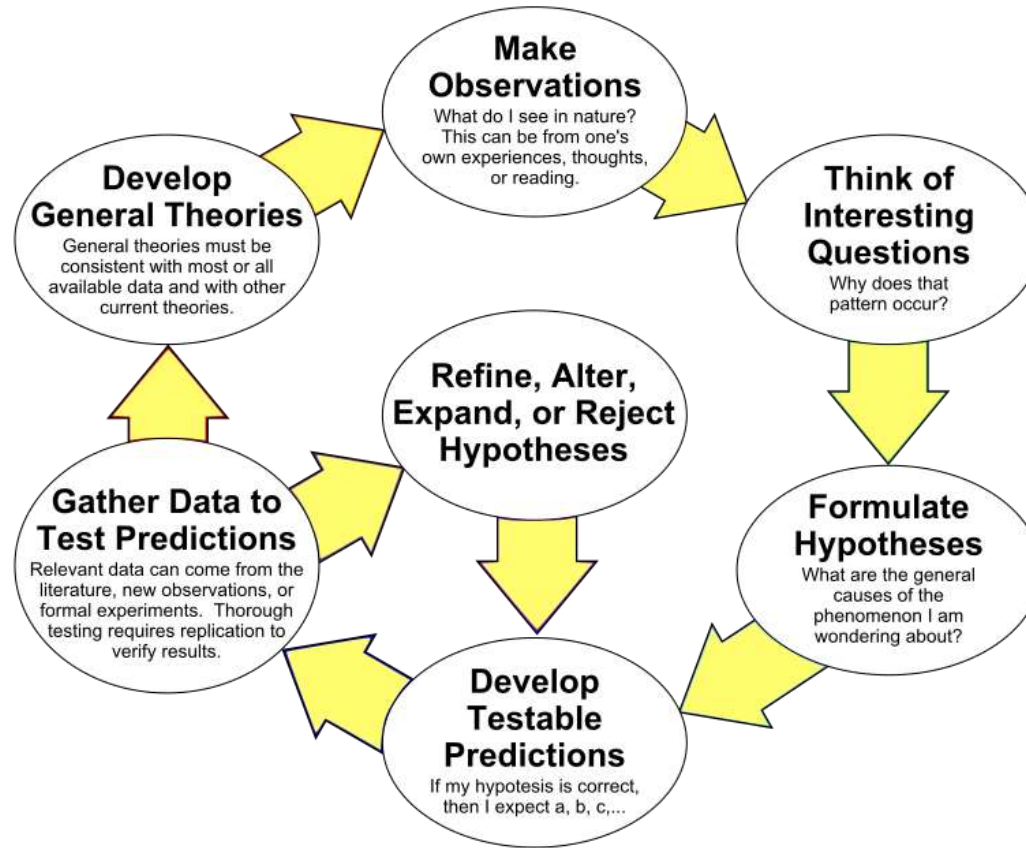 Make
Observations
What do I see in nature?
This can be from one's
own experiences, thoughts,
or reading.
Think of
Interesting
Questions
Why does that
pattern occur?
Formulate
Hypotheses
What are the general
causes of the
phenomenon I am
wondering about?
Develop
Testable
Predictions
If my hypotesis is correct,
then I expect a, b, c,...
Gather Data to
Test Predictions
Relevant data can come from the
literature, new observations, or
formal experiments.  Thorough
testing requires replication to
verify results.
Refine, Alter,
Expand, or Reject
Hypotheses
Develop
General Theories
General theories must be
consistent with most or all
available data and with other
current theories.